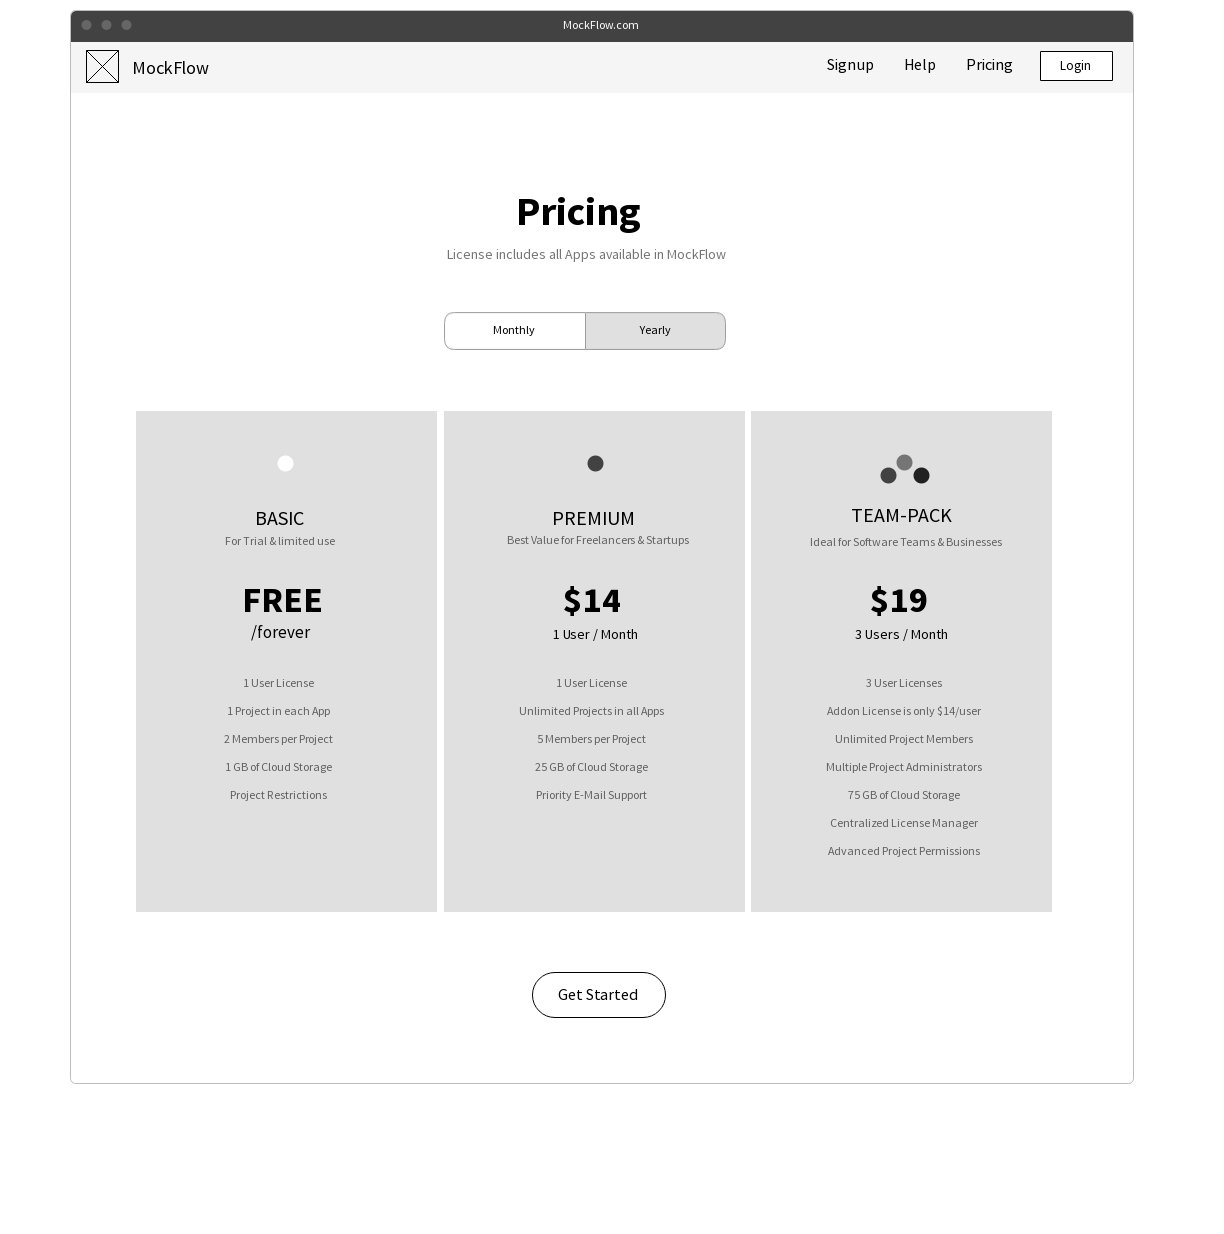 MockFlow.com
MockFlow
Signup Help Pricing Login
Pricing
License includes all Apps available in MockFlow
Monthly Yearly
BASIC
For Trial & limited use
FREE
/forever
1 User License
1 Project in each App
2 Members per Project
1 GB of Cloud Storage
Project Restrictions
PREMIUM
Best Value for Freelancers & Startups
$14
1 User / Month
1 User License
Unlimited Projects in all Apps
5 Members per Project
25 GB of Cloud Storage
Priority E-Mail Support
TEAM-PACK
Ideal for Software Teams & Businesses
$19
3 Users / Month
3 User Licenses
Addon License is only $14/user
Unlimited Project Members
Multiple Project Administrators
75 GB of Cloud Storage
Centralized License Manager
Advanced Project Permissions
Get Started